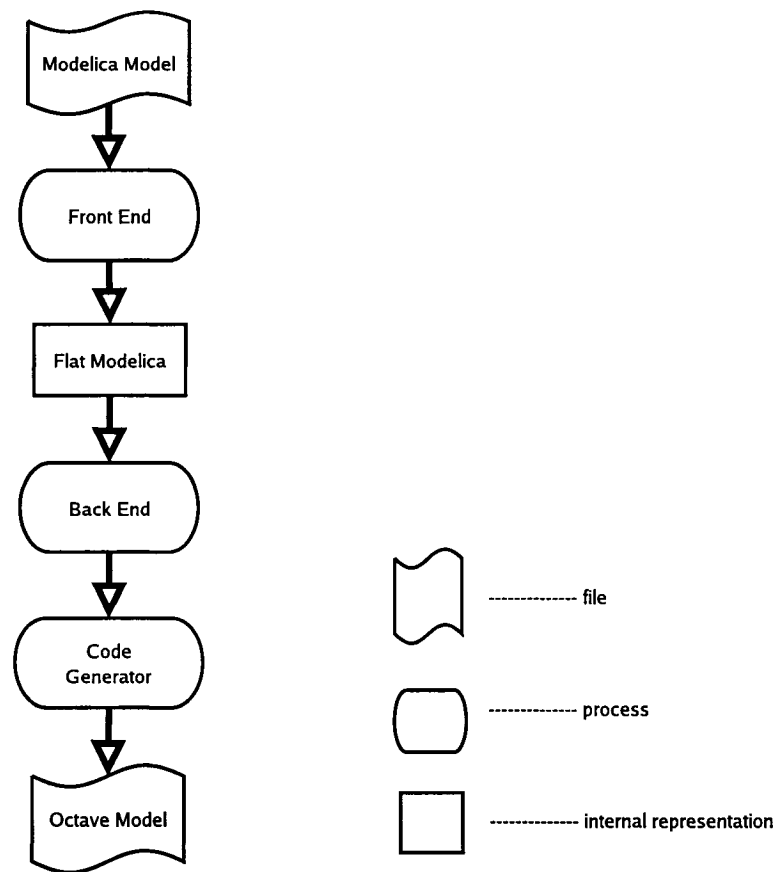 Modelica Model
Front End
Flat Modelica
Back End
Code
Generator
Octave Model
file
process
internal representation